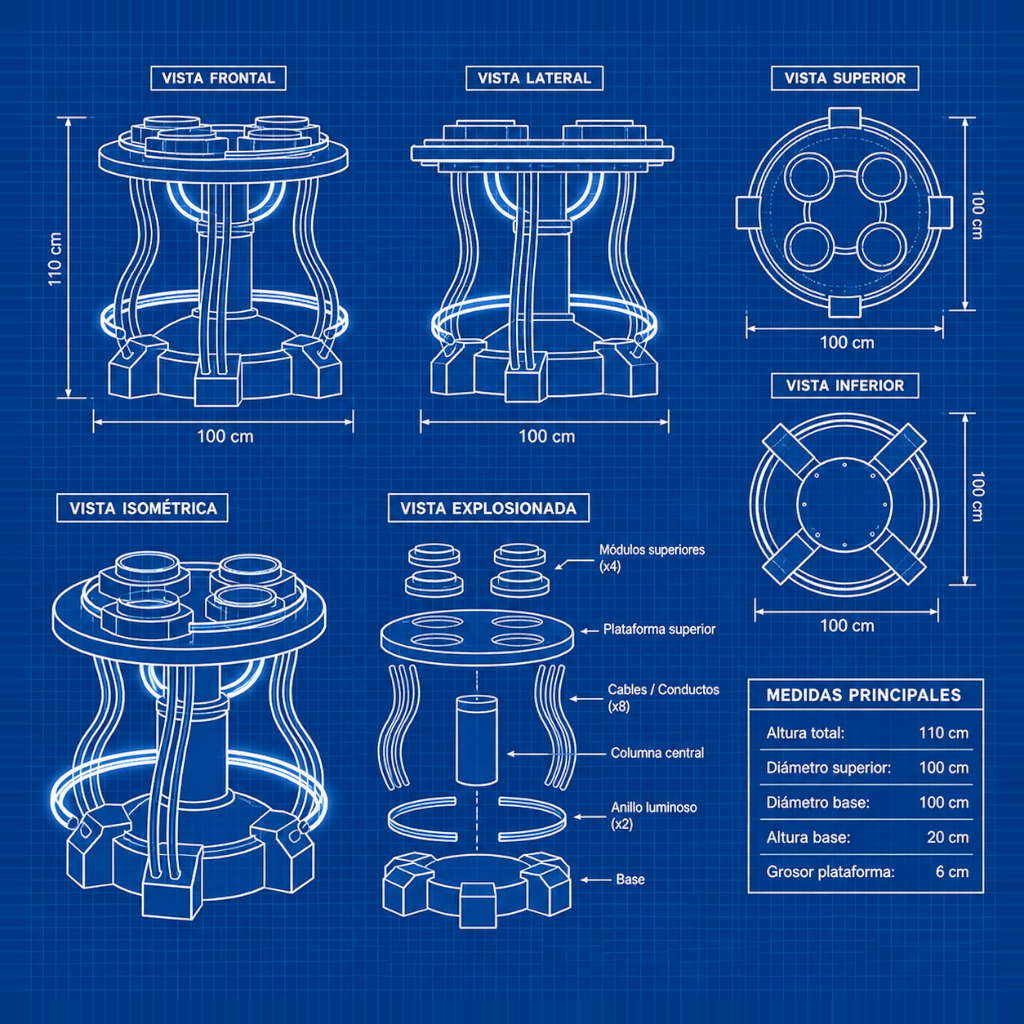 VISTA FRONTAL
VISTA LATERAL
VISTA SUPERIOR
110 cm
100 cm
100 cm
100 cm
100 cm
VISTA INFERIOR
100 cm
100 cm
VISTA ISOMÉTRICA
VISTA EXPLOSIONADA
Módulos superiores
(x4)
Plataforma superior
Cables / Conductos
(x8)
Columna central
Anillo luminoso
(x2)
Base
MEDIDAS PRINCIPALES
Altura total: 110 cm
Diámetro superior: 100 cm
Diámetro base: 100 cm
Altura base: 20 cm
Grosor plataforma: 6 cm